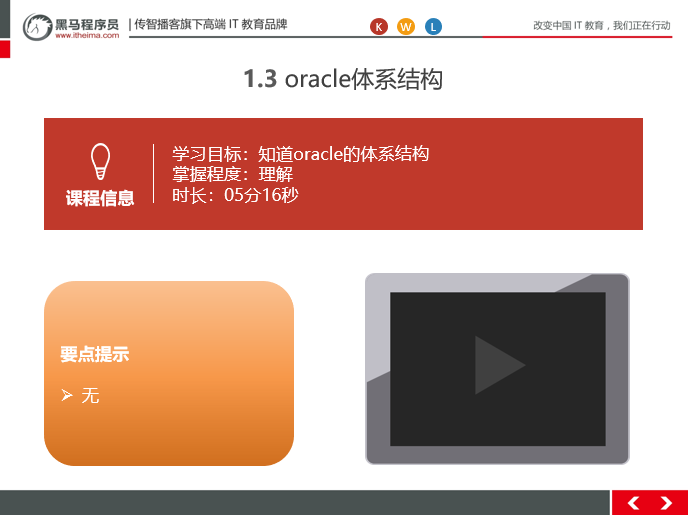 黑马程序员
www.itheima.com
传智播客旗下高端 IT 教育品牌
K W L
改变中国 IT 教育，我们正在行动
1.3 oracle体系结构
课程信息
学习目标：知道oracle的体系结构
掌握程度：理解
时长：05分16秒
要点提示
无